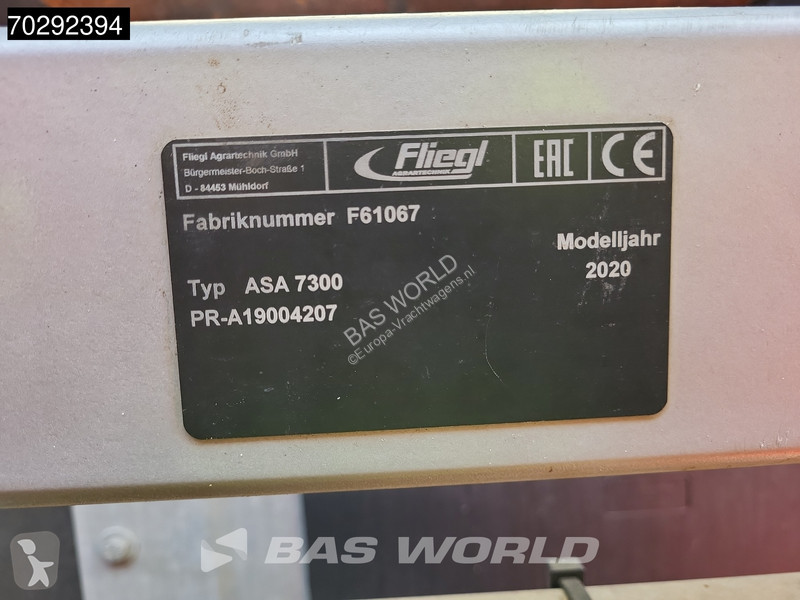 70292394
Fliegl Agrartechnik GmbH
Bürgermeister-Boch-Straße 1
D - 84453 Mühldorf
Fliegl
AGRARTECHNIK
EAC
CE
Fabriknummer F61067
Modelljahr
2020
Typ ASA 7300
PR-A19004207
BAS WORLD
©Europa-Vrachtwagens.nl
BAS WORLD